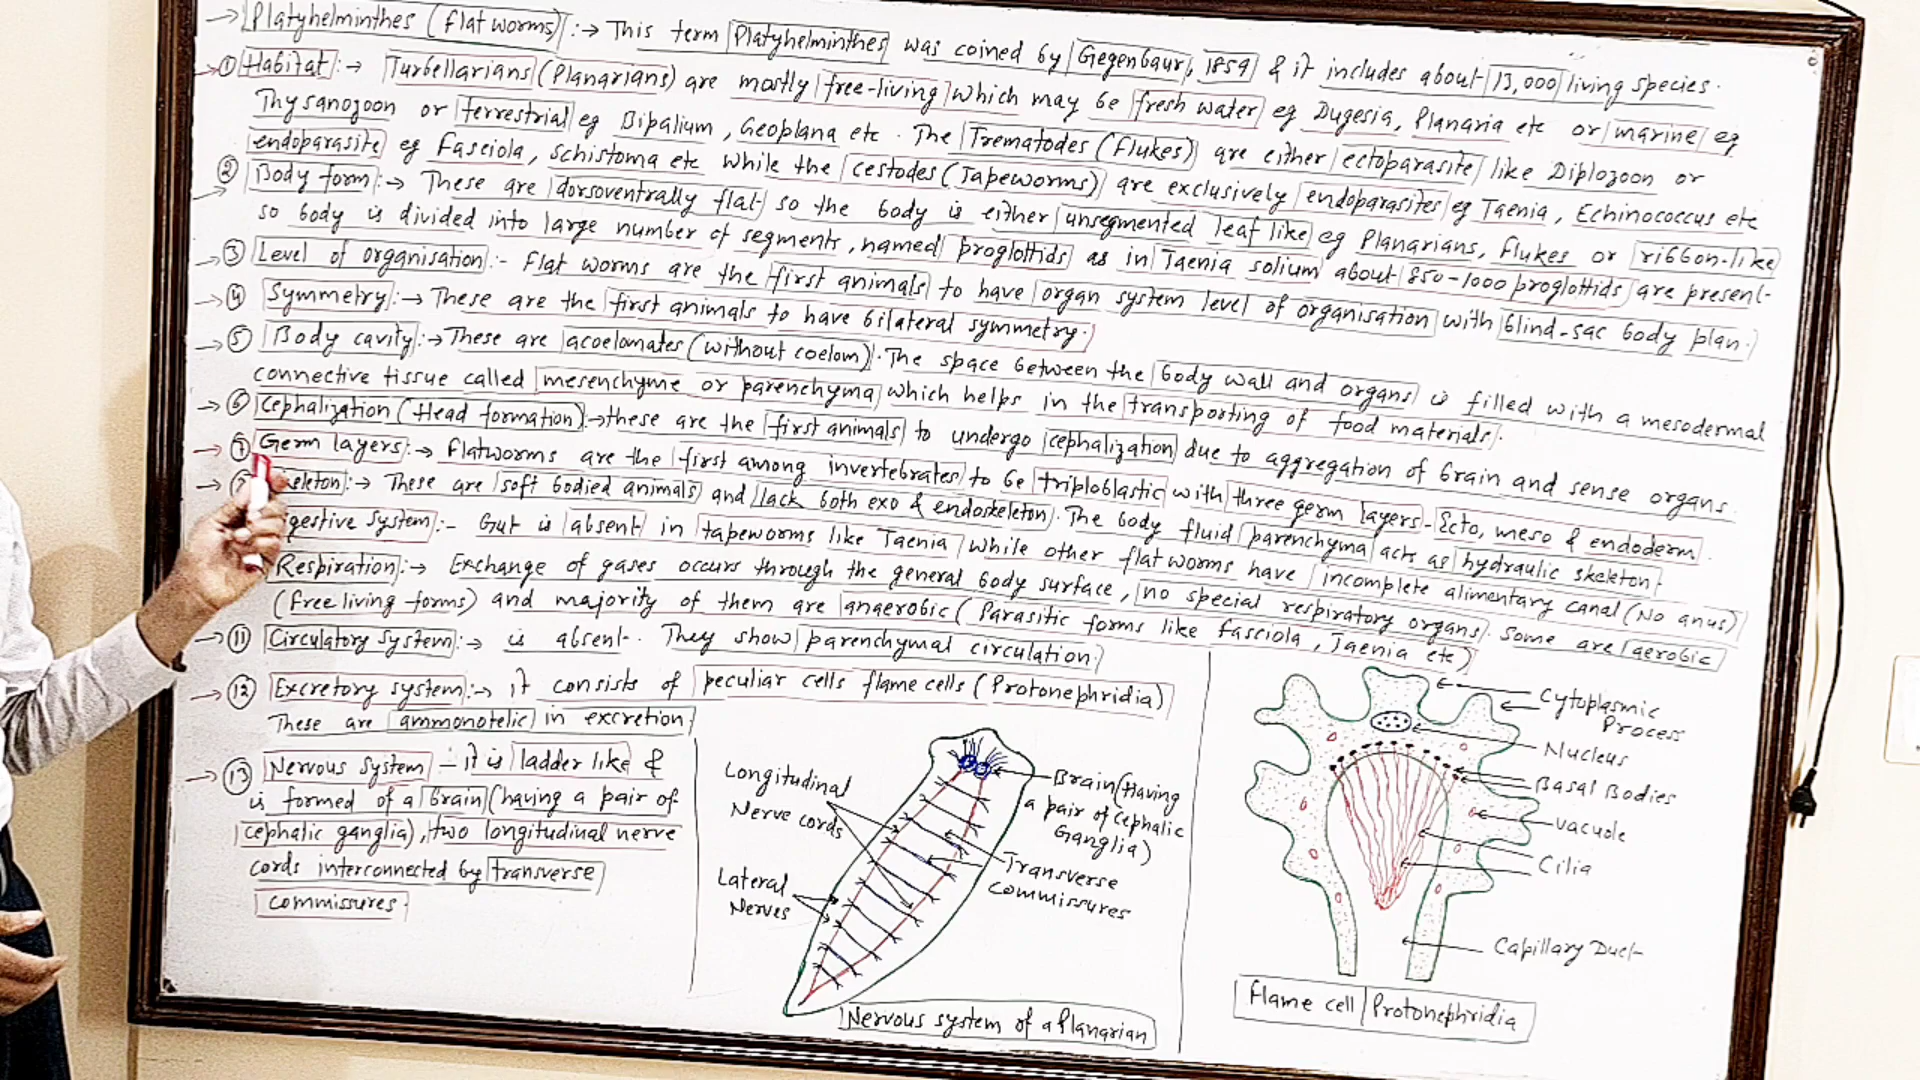 → Platyhelminthes (flat worms) :→ This term Platyhelminthes was coined by Gegenbaur, 1859 & it includes about 13,000 living species.
→ ① Habitat :→ Turbellarians (Planarians) are mostly free-living which may be fresh water eg Dugesia, Planaria etc or marine eg
Thysanozoon or terrestrial eg Bipalium, Geoplana etc. The Trematodes (flukes) are either ectoparasite like Diplozoon or
endoparasite eg Fasciola, Schistoma etc while the cestodes (Tapeworms) are exclusively endoparasites eg Taenia, Echinococcus etc
→ ② Body form :→ These are dorsoventrally flat so the body is either unsegmented leaf like eg Planarians, flukes or ribbon-like
so body is divided into large number of segments, named proglottids as in Taenia solium about 850-1000 proglottids are present-
→ ③ Level of organisation :- flat worms are the first animals to have organ system level of organisation with blind-sac body plan.
→ ④ Symmetry :→ These are the first animals to have bilateral symmetry.
→ ⑤ Body cavity :→ These are acoelomates (without coelom). The space between the body wall and organs is filled with a mesodermal
connective tissue called mesenchyme or parenchyma which helps in the transporting of food materials.
→ ⑥ Cephalization (Head formation) :→ these are the first animals to undergo cephalization due to aggregation of brain and sense organs.
→ ⑦ Germ layers :→ flatworms are the first among invertebrates to be triploblastic with three germ layers - Ecto, meso & endoderm.
→ keleton :→ These are soft bodied animals and lack both exo & endoskeleton. The body fluid parenchyma acts as hydraulic skeleton
gestive system :- Gut is absent in tapeworms like Taenia while other flat worms have incomplete alimentary canal (No anus)
Respiration :→ Exchange of gases occurs through the general body surface, no special respiratory organs. Some are aerobic
(free living forms) and majority of them are anaerobic (Parasitic forms like fasciola, Taenia etc)
→ ⑪ Circulatory system :→ is absent. They show parenchymal circulation
→ ⑫ Excretory system :→ it consists of peculiar cells flame cells (Protonephridia)
These are ammonotelic in excretion
→ ⑬ Nervous system :- it is ladder like &
is formed of a brain (having a pair of
cephalic ganglia), two longitudinal nerve
cords interconnected by transverse
commissures.
Longitudinal
Nerve cords
Lateral
Nerves
Brain (Having
a pair of Cephalic
Ganglia)
Transverse
Commissures
Nervous system of a Planarian
Cytoplasmic
Process
Nucleus
Basal Bodies
Vacuole
Cilia
Capillary Duct
Flame cell | Protonephridia